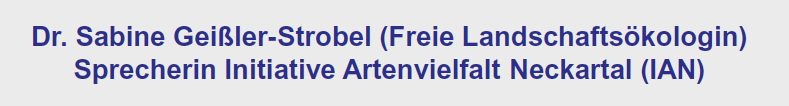 Dr. Sabine Geißler-Strobel (Freie Landschaftsökologin)
Sprecherin Initiative Artenvielfalt Neckartal (IAN)